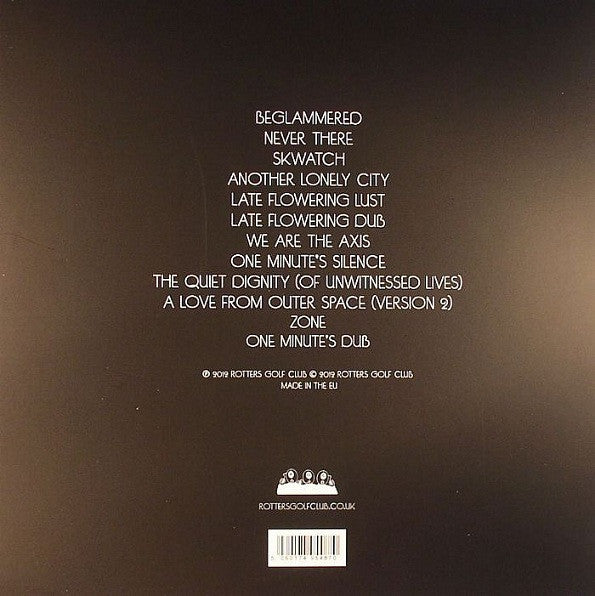 BEGLAMMERED
NEVER THERE
SKWATCH
ANOTHER LONELY CITY
LATE FLOWERING LUST
LATE FLOWERING DUB
WE ARE THE AXIS
ONE MINUTE'S SILENCE
THE QUIET DIGNITY (OF UNWITNESSED LIVES)
A LOVE FROM OUTER SPACE (VERSION 2)
ZONE
ONE MINUTE'S DUB
℗ 2012 ROTTERS GOLF CLUB © 2012 ROTTERS GOLF CLUB
MADE IN THE EU
ROTTERSGOLFCLUB.CO.UK